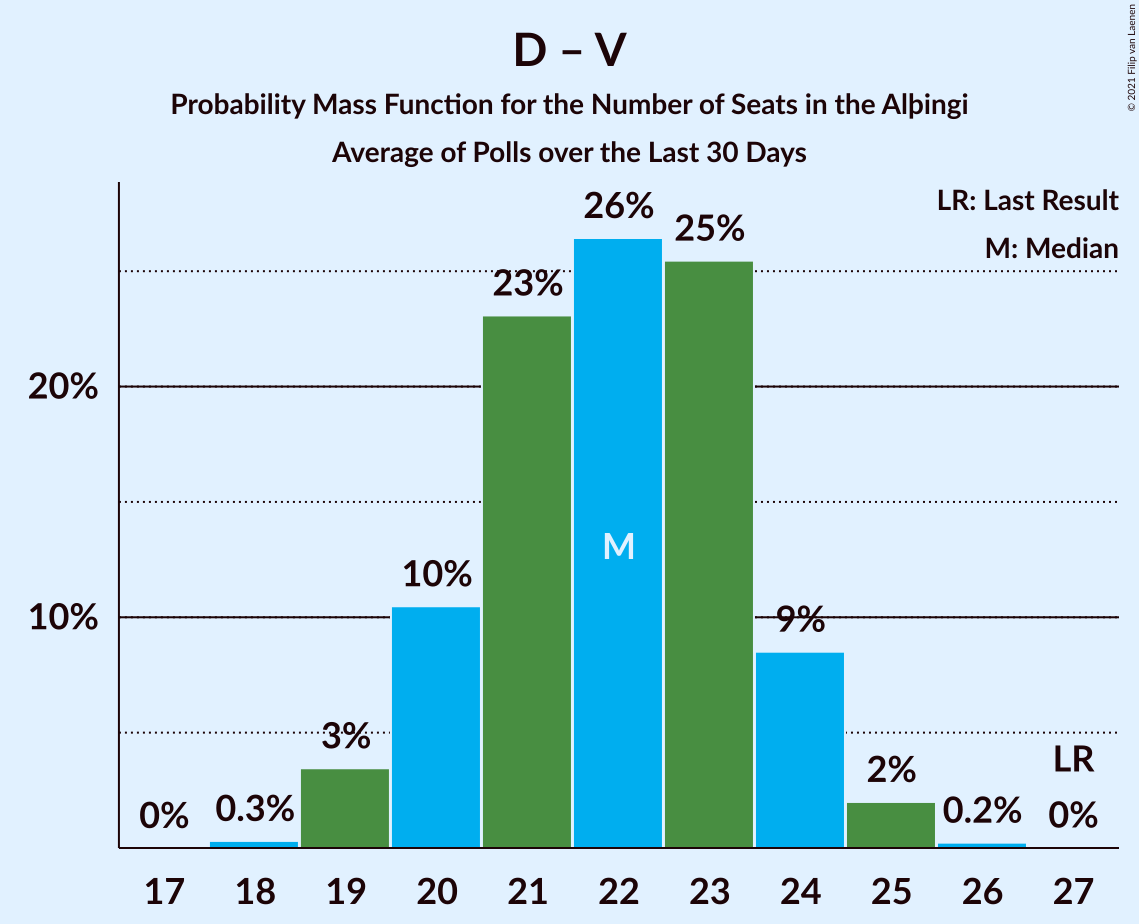 D – V
Probability Mass Function for the Number of Seats in the Alþingi
Average of Polls over the Last 30 Days
© 2021 Filip van Laenen
LR: Last Result
M: Median
26%
25%
23%
20%
M
10%
10%
9%
3%
LR
2%
0%
0.3%
0.2%
0%
17 18 19 20 21 22 23 24 25 26 27